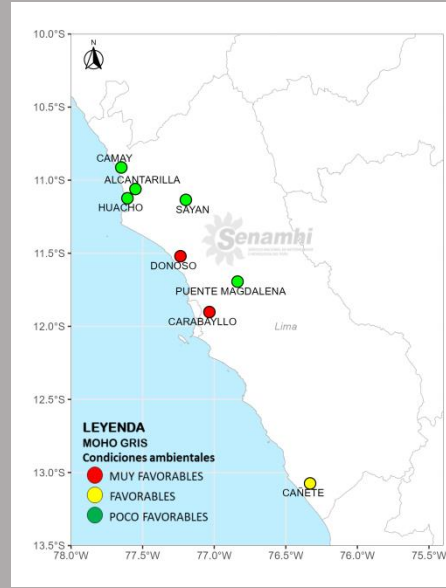 10.0°S
N
10.5°S
CAMAY
11.0°S
ALCANTARILLA
HUACHO
SAYAN
Senamhi
11.5°S
DONOSO
PUENTE MAGDALENA
12.0°S
CARABAYLLO
Lima
12.5°S
LEYENDA
MOHO GRIS
Condiciones ambientales
MUY FAVORABLES
FAVORABLES
POCO FAVORABLES
13.0°S
CAÑETE
13.5°S
78.0°W 77.5°W 77.0°W 76.5°W 76.0°W 75.5°W